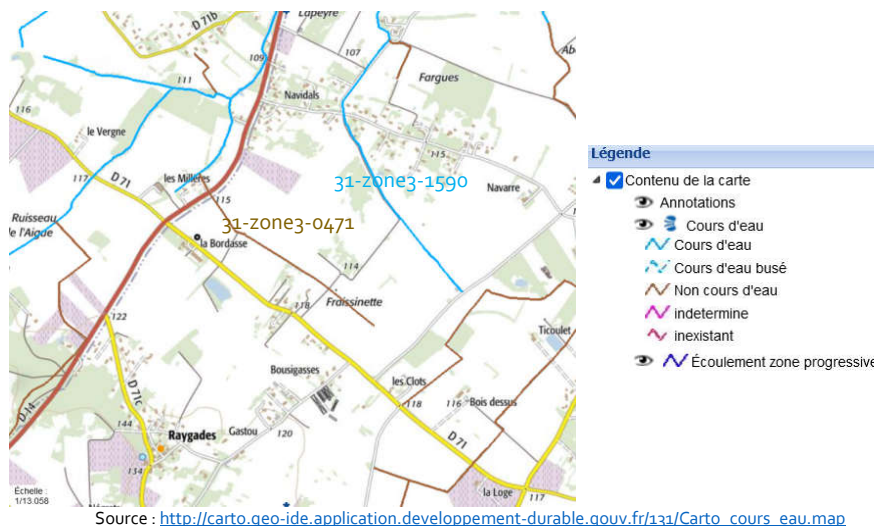 Lapeyre
D 71b
109
107
Ab
111
Fargues
Navidals
116
le Vergne
115
31-zone3-1590
Navarre
117
D 71
les Millères
115
31-zone3-0471
Ruisseau
de l'Aigue
la Bordasse
114
Fraissinette
118
122
Ticoulet
Bousigasses
D 71c
les Clots
118
116
Bois dessus
D 14
144
Raygades
Gastou
120
D 71
134
la Loge
117
Échelle :
1/13.058
Légende
Contenu de la carte
Annotations
Cours d'eau
Cours d'eau
Cours d'eau busé
Non cours d'eau
indetermine
inexistant
Écoulement zone progressive
Source : http://carto.geo-ide.application.developpement-durable.gouv.fr/131/Carto_cours_eau.map